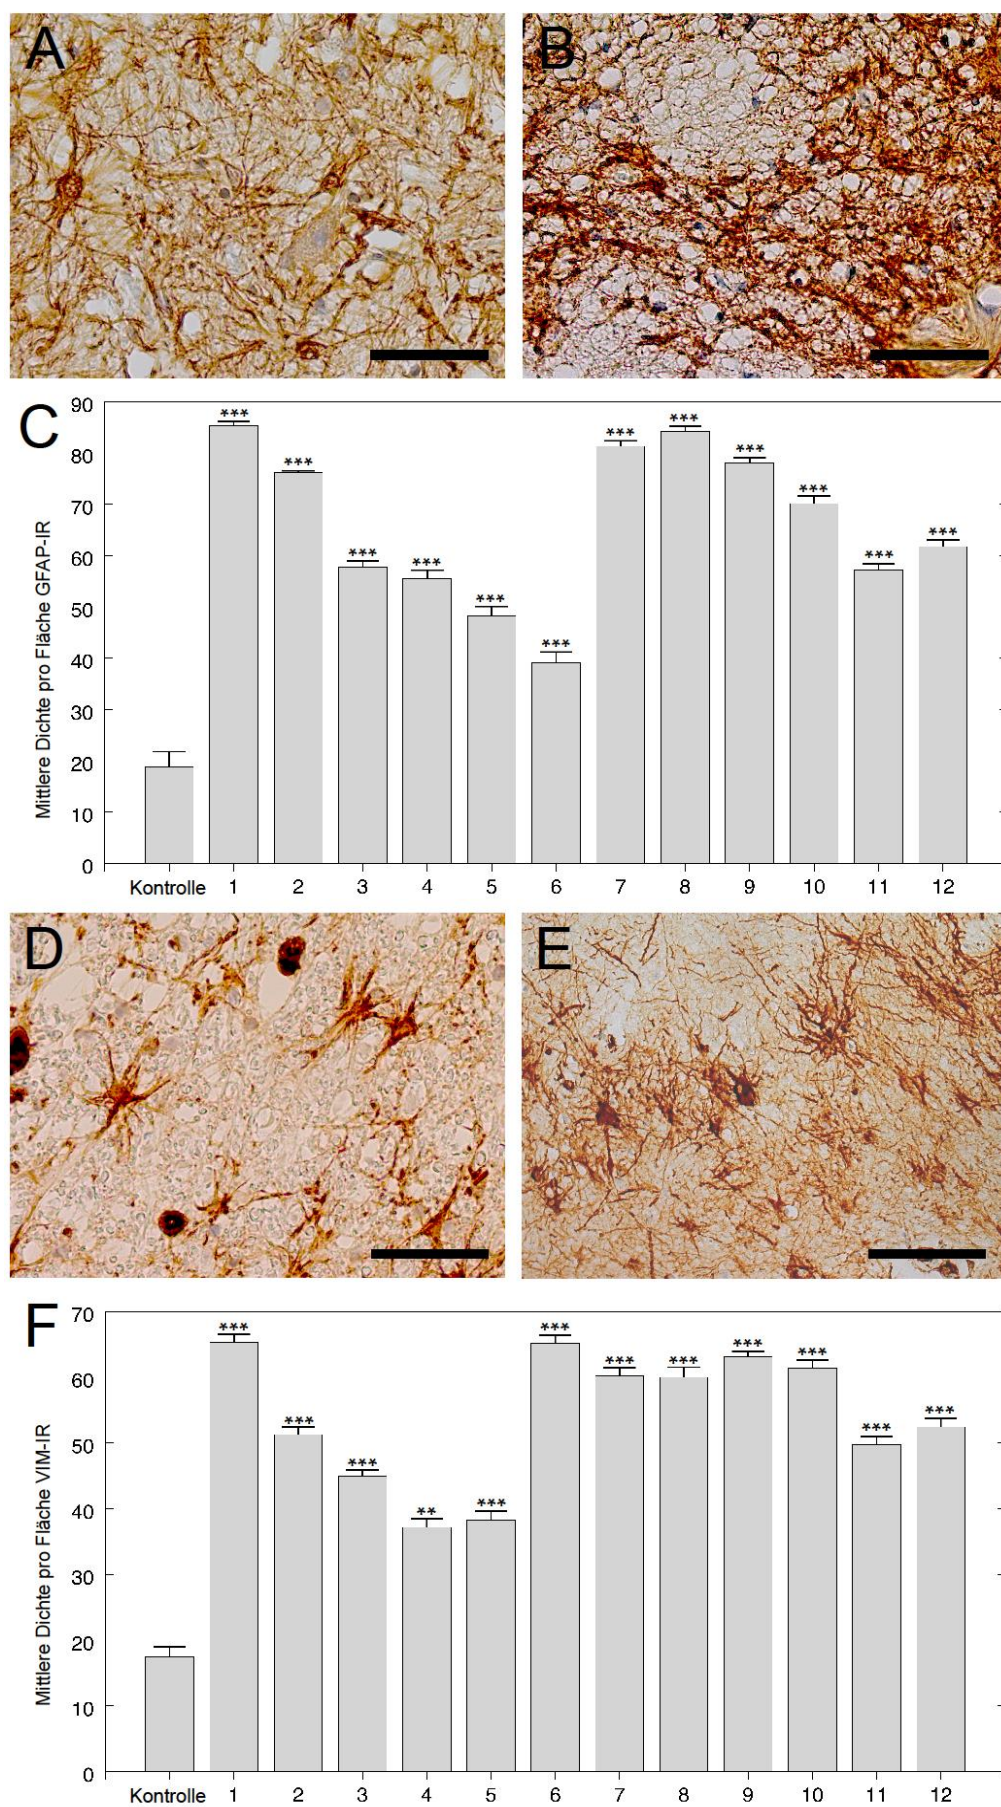 A
B
C
Mittlere Dichte pro Fläche GFAP-IR
90
80
70
60
50
40
30
20
10
0
*** *** *** *** *** *** *** *** *** *** *** ***
Kontrolle 1 2 3 4 5 6 7 8 9 10 11 12
D
E
F
Mittlere Dichte pro Fläche VIM-IR
70
60
50
40
30
20
10
0
*** *** *** ** *** *** *** *** *** *** *** ***
Kontrolle 1 2 3 4 5 6 7 8 9 10 11 12